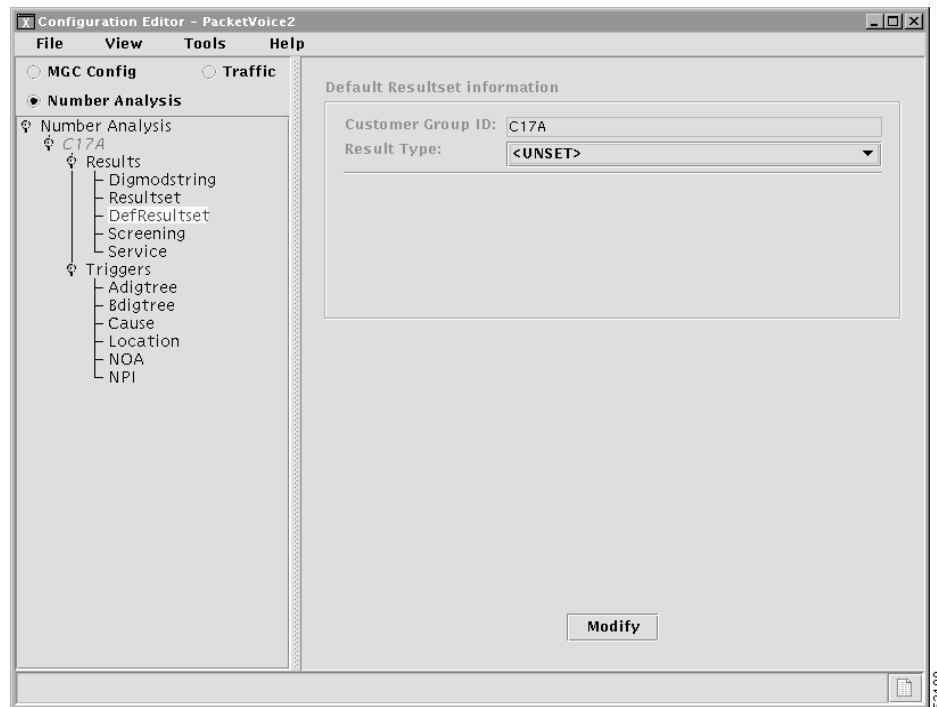 Configuration Editor – PacketVoice2
File View Tools Help
MGC Config Traffic
Number Analysis
Number Analysis
C17A
Results
Digmodstring
Resultset
DefResultset
Screening
Service
Triggers
Adigtree
Bdigtree
Cause
Location
NOA
NPI
Default Resultset information
Customer Group ID: C17A
Result Type: <UNSET>
Modify